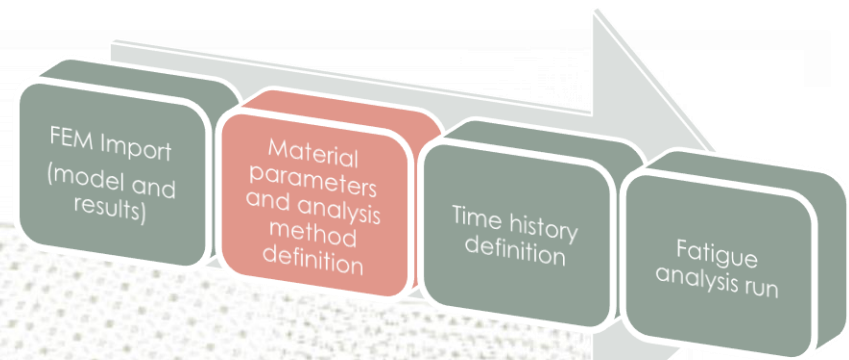 FEM Import
(model and
results)
Material
parameters
and analysis
method
definition
Time history
definition
Fatigue
analysis run